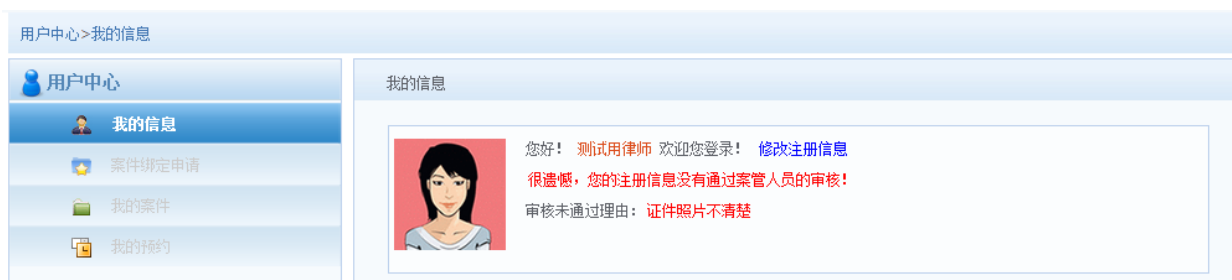 用户中心>我的信息
用户中心
我的信息
案件绑定申请
我的案件
我的预约
我的信息
您好! 测试用律师 欢迎您登录! 修改注册信息
很遗憾，您的注册信息没有通过案管人员的审核!
审核未通过理由: 证件照片不清楚